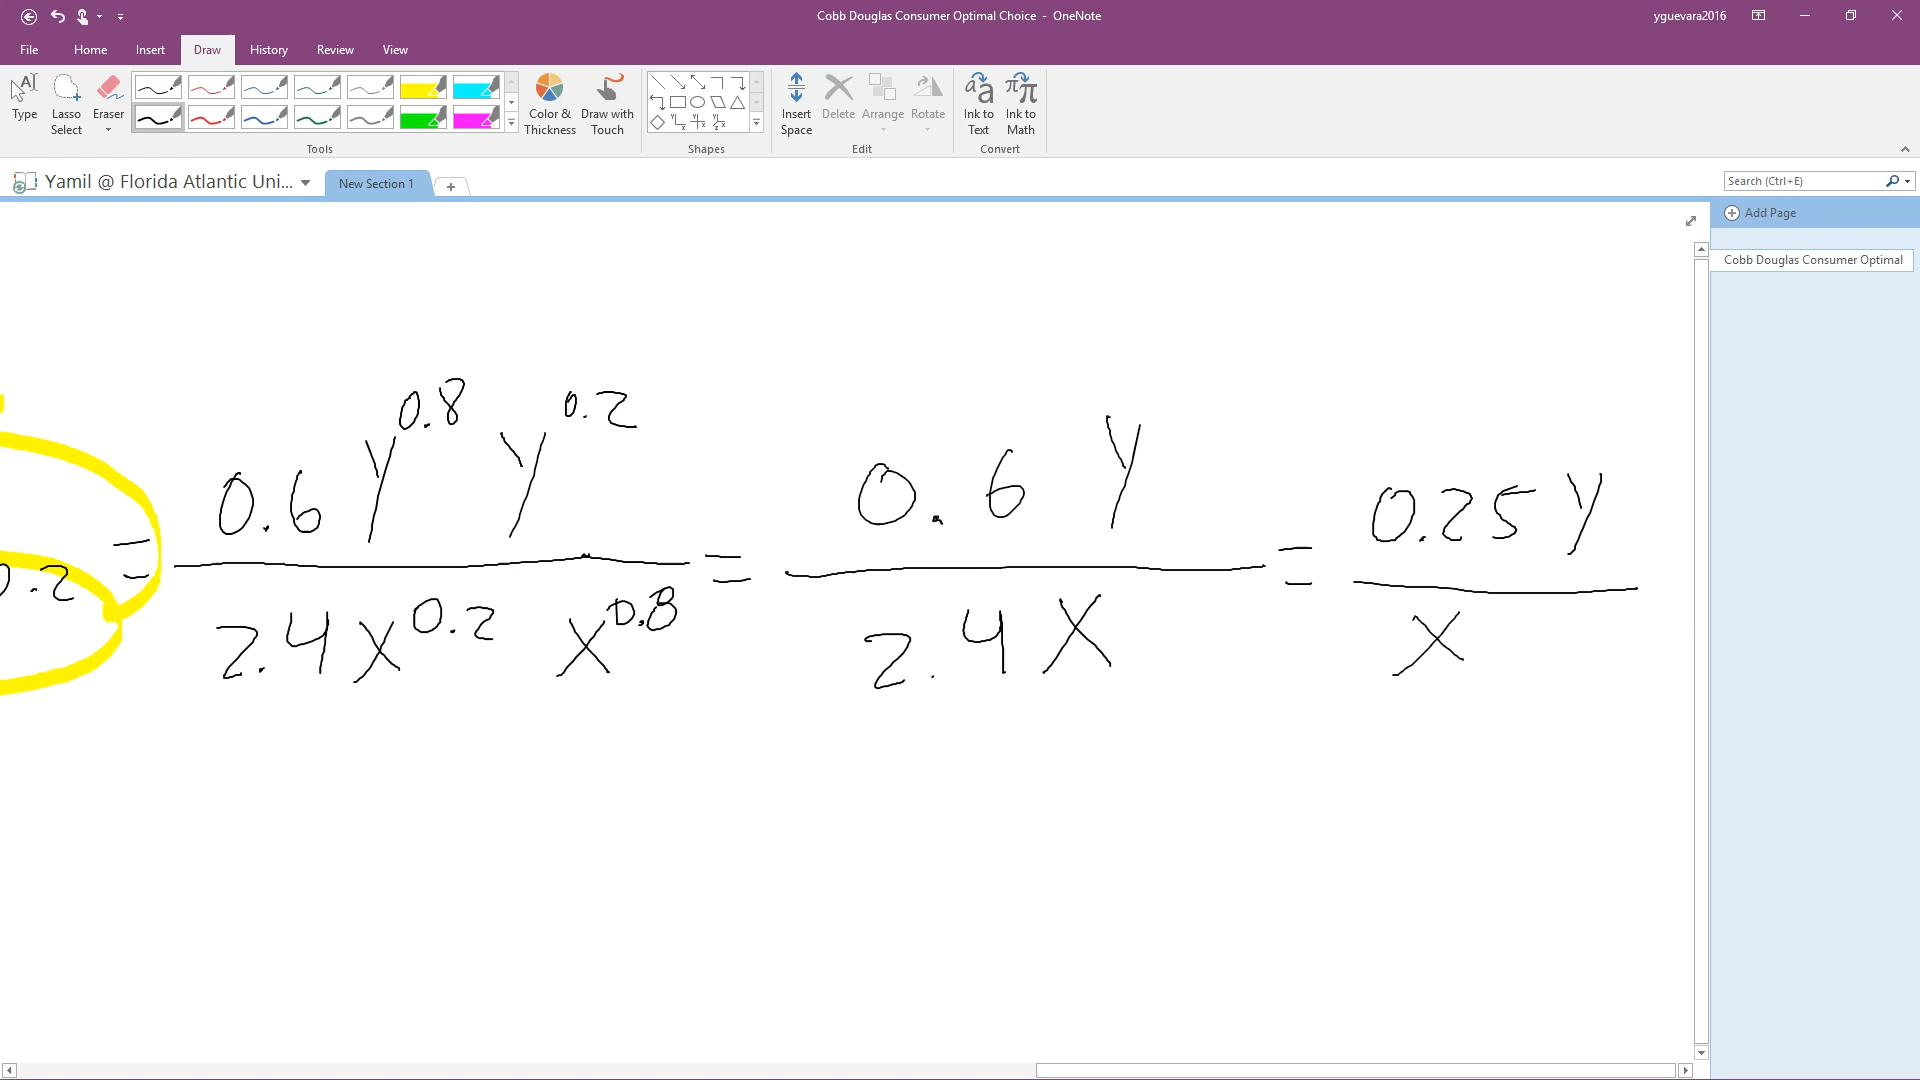 Cobb Douglas Consumer Optimal Choice - OneNote
yguevara2016
File Home Insert Draw History Review View
Type
Lasso Select
Eraser
Color & Thickness
Draw with Touch
Insert Space
Delete
Arrange
Rotate
Ink to Text
Ink to Math
Tools
Shapes
Edit
Convert
Yamil @ Florida Atlantic Uni...
New Section 1
+
Search (Ctrl+E)
Add Page
Cobb Douglas Consumer Optimal
0.6 Y^0.8 Y^0.2 0.6 Y 0.25 Y
= = =
0.2
2.4 X^0.2 X^0.8 2.4 X X